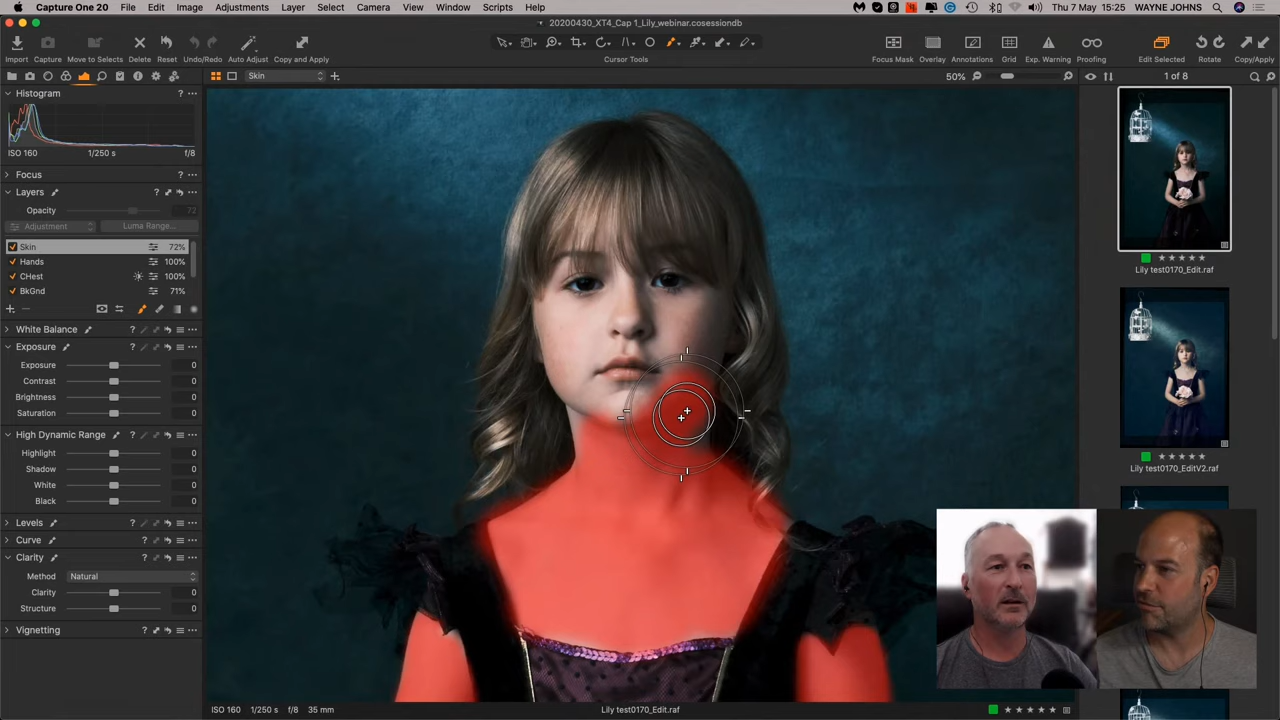 Capture One 20 File Edit Image Adjustments Layer Select Camera View Window Scripts Help Thu 7 May 15:25 WAYNE JOHNS
20200430_XT4_Cap 1_Lily_webinar.cosessiondb
Import Capture Move to Selects Delete Reset Undo/Redo Auto Adjust Copy and Apply Cursor Tools Focus Mask Overlay Annotations Grid Exp. Warning Proofing Edit Selected Rotate Copy/Apply
Skin 50% 1 of 8
Histogram ?
ISO 160 1/250 s f/8
Focus ?
Layers ?
Opacity 72
Adjustment Luma Range...
Skin 72%
Hands 100%
CHest 100%
BkGnd 71%
White Balance ?
Exposure ?
Exposure 0
Contrast 0
Brightness 0
Saturation 0
High Dynamic Range ?
Highlight 0
Shadow 0
White 0
Black 0
Levels ?
Curve ?
Clarity ?
Method Natural
Clarity 0
Structure 0
Vignetting ?
Lily test0170_Edit.raf
Lily test0170_EditV2.raf
ISO 160 1/250 s f/8 35 mm Lily test0170_Edit.raf